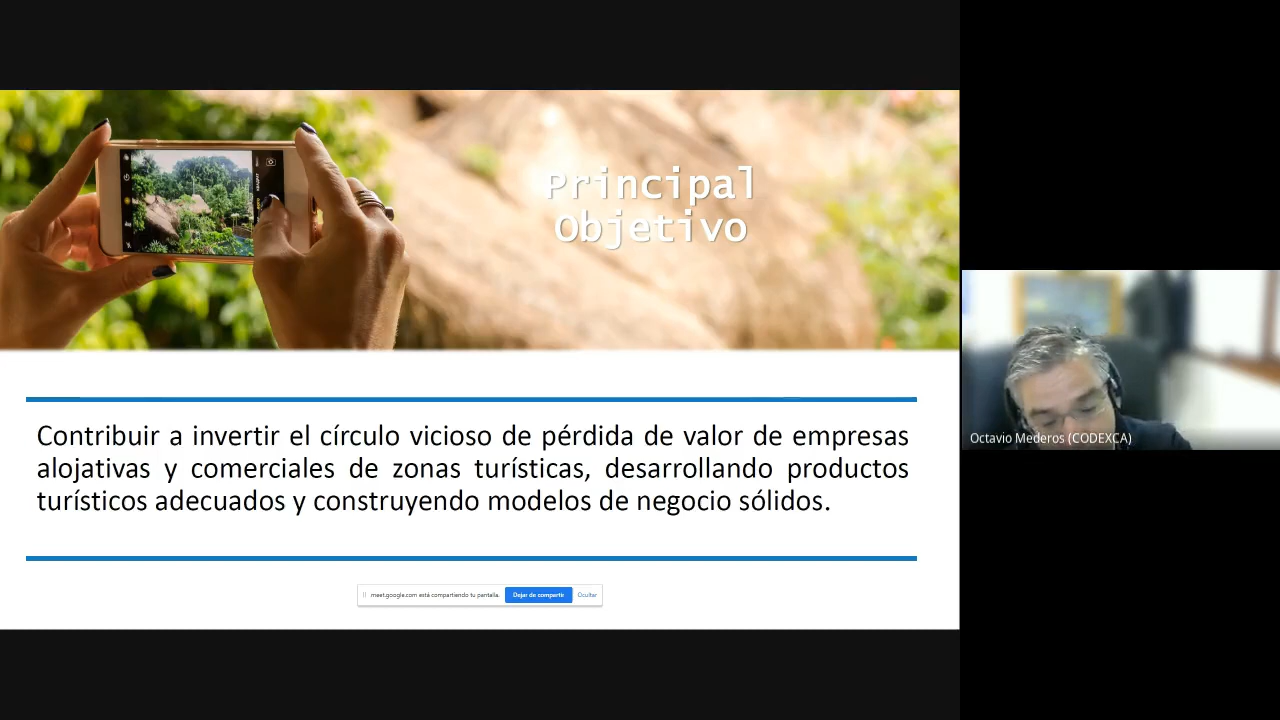 Principal
Objetivo
Contribuir a invertir el círculo vicioso de pérdida de valor de empresas
alojativas y comerciales de zonas turísticas, desarrollando productos
turísticos adecuados y construyendo modelos de negocio sólidos.
meet.google.com está compartiendo tu pantalla.
Dejar de compartir
Ocultar
Octavio Mederos (CODEXCA)